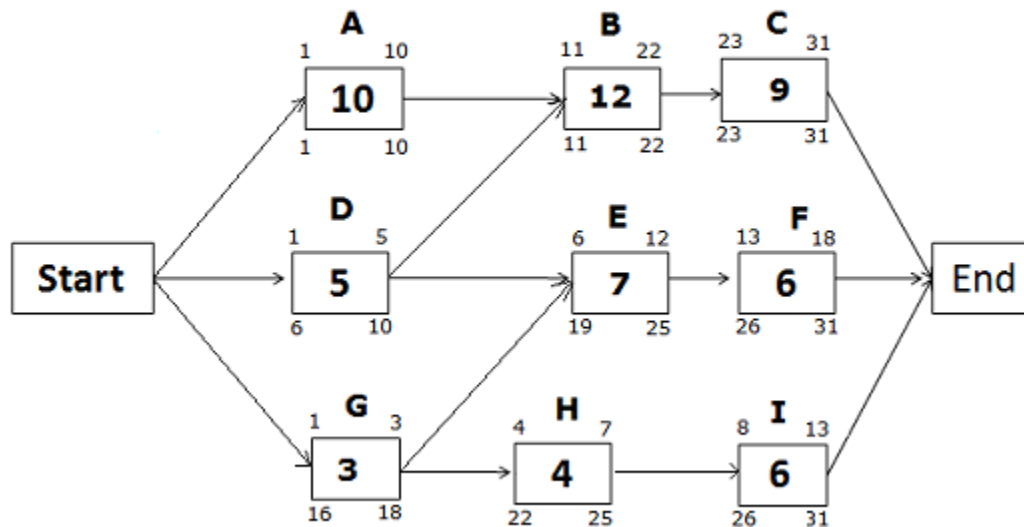 A B C
1 10 11 22 23 31
10 12 9
1 10 11 22 23 31
D E F
1 5 6 12 13 18
Start 5 7 6 End
6 10 19 25 26 31
G H I
1 3 4 7 8 13
3 4 6
16 18 22 25 26 31